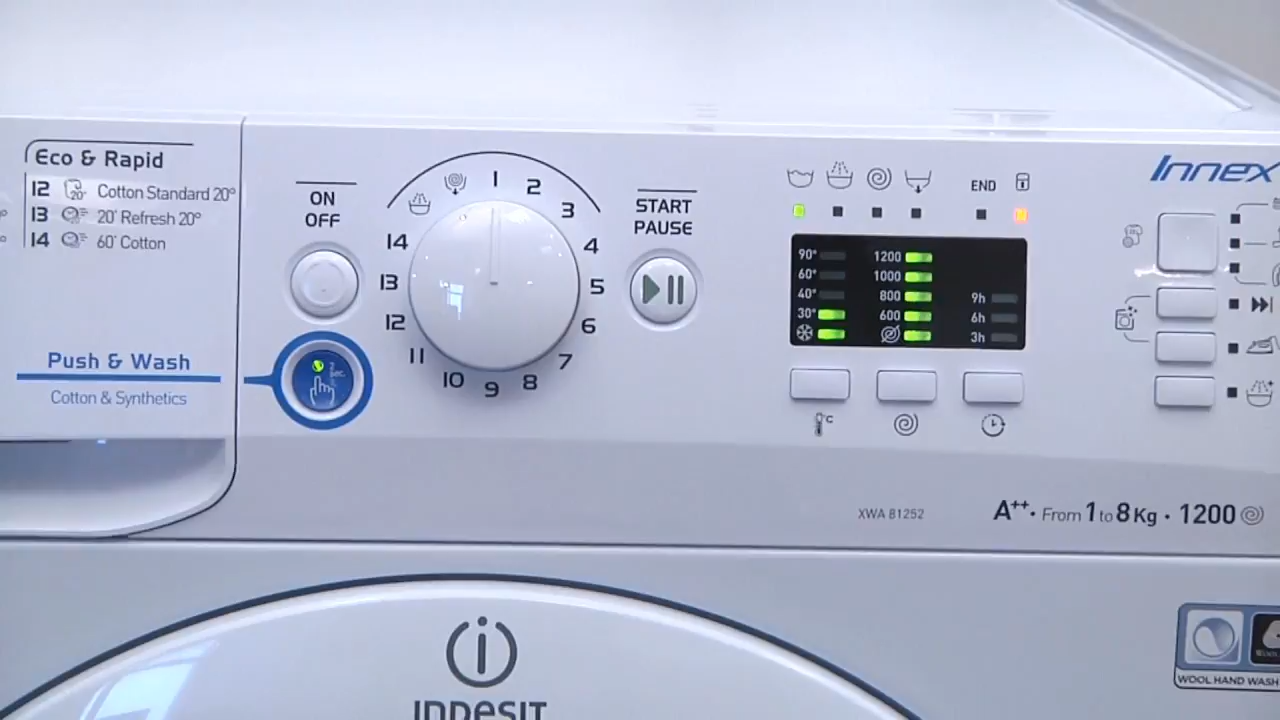 Eco & Rapid
12 Cotton Standard 20°
13 20' Refresh 20°
14 60' Cotton
Push & Wash
Cotton & Synthetics
ON
OFF
1
2
3
4
5
6
7
8
9
10
11
12
13
14
START
PAUSE
END
90° 1200
60° 1000
40° 800 9h
30° 600 6h
3h
°C
Innex
XWA 81252
A++ • From 1 to 8 Kg • 1200
INDESIT
WOOL HAND WASH